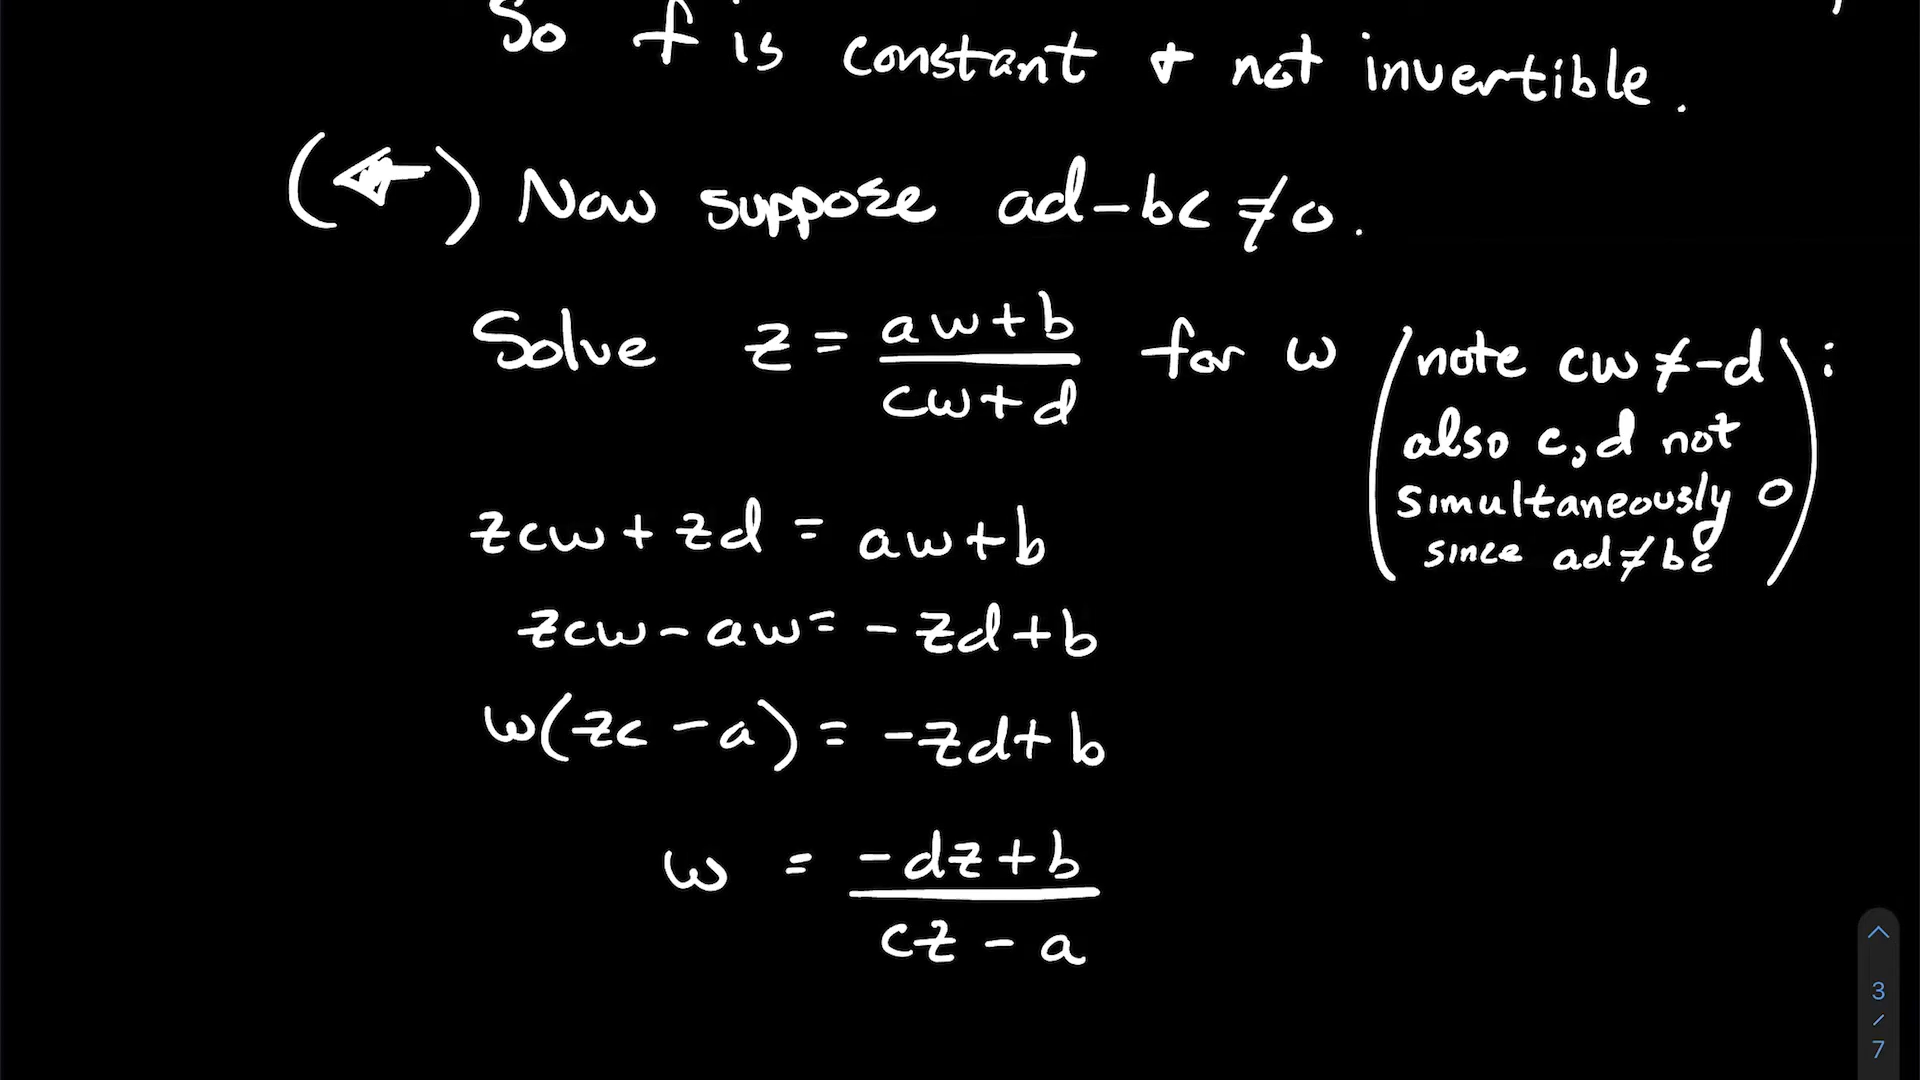 So f is constant & not invertible.
(⇐) Now suppose ad-bc≠0.
Solve z = (aw+b)/(cw+d) for w (note cw≠-d
also c,d not
simultaneously 0
since ad≠bc):
zcw + zd = aw+b
zcw - aw = -zd+b
w(zc - a) = -zd+b
w = (-dz+b)/(cz - a)
3
/
7